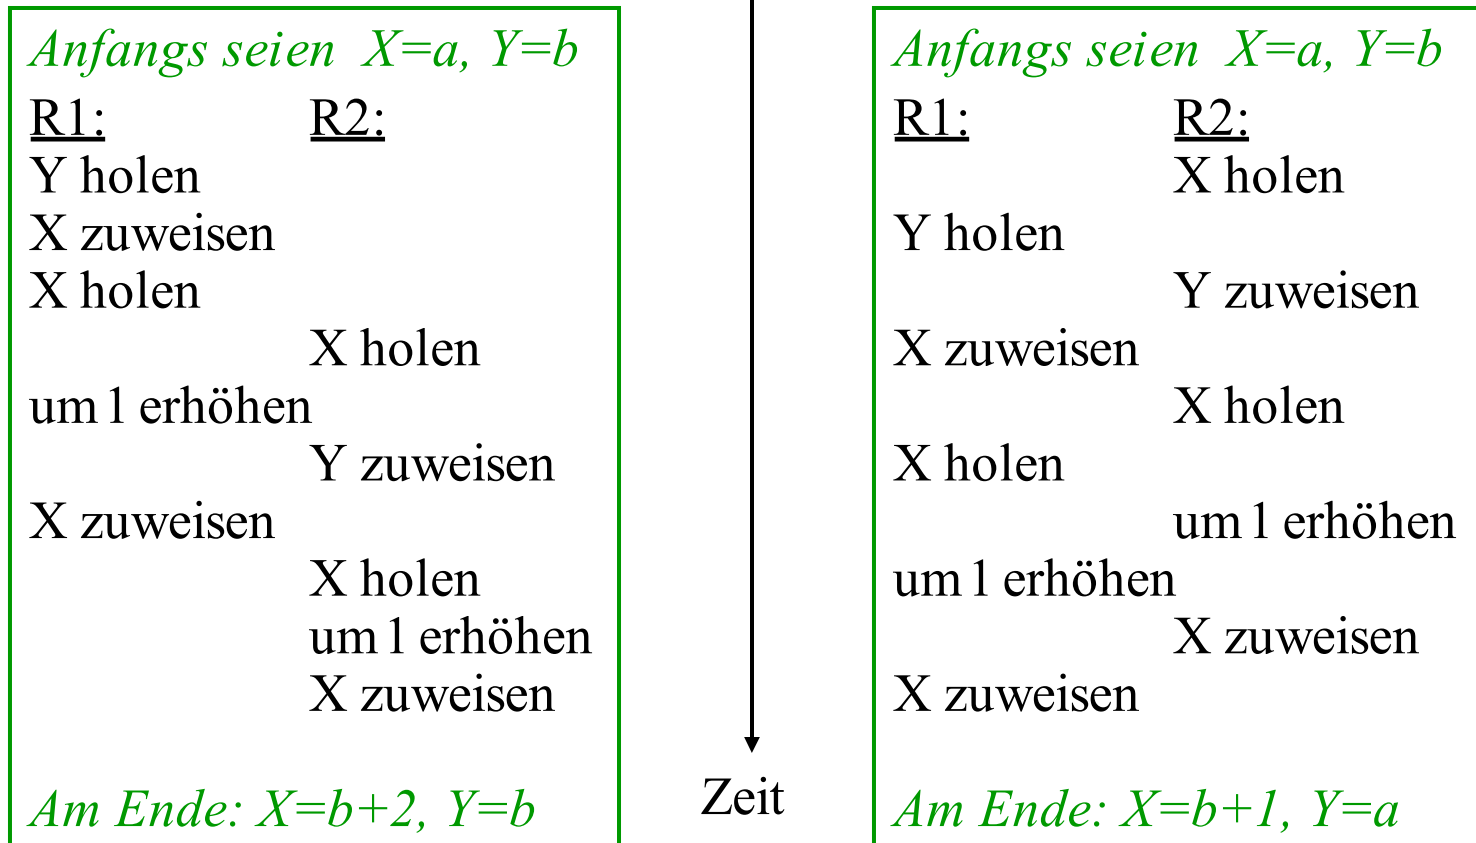 Anfangs seien X=a, Y=b
R1: R2:
Y holen
X zuweisen
X holen
X holen
um 1 erhöhen
Y zuweisen
X zuweisen
X holen
um 1 erhöhen
X zuweisen
Am Ende: X=b+2, Y=b
Zeit
Anfangs seien X=a, Y=b
R1: R2:
X holen
Y holen
Y zuweisen
X zuweisen
X holen
X holen
um 1 erhöhen
um 1 erhöhen
X zuweisen
X zuweisen
Am Ende: X=b+1, Y=a